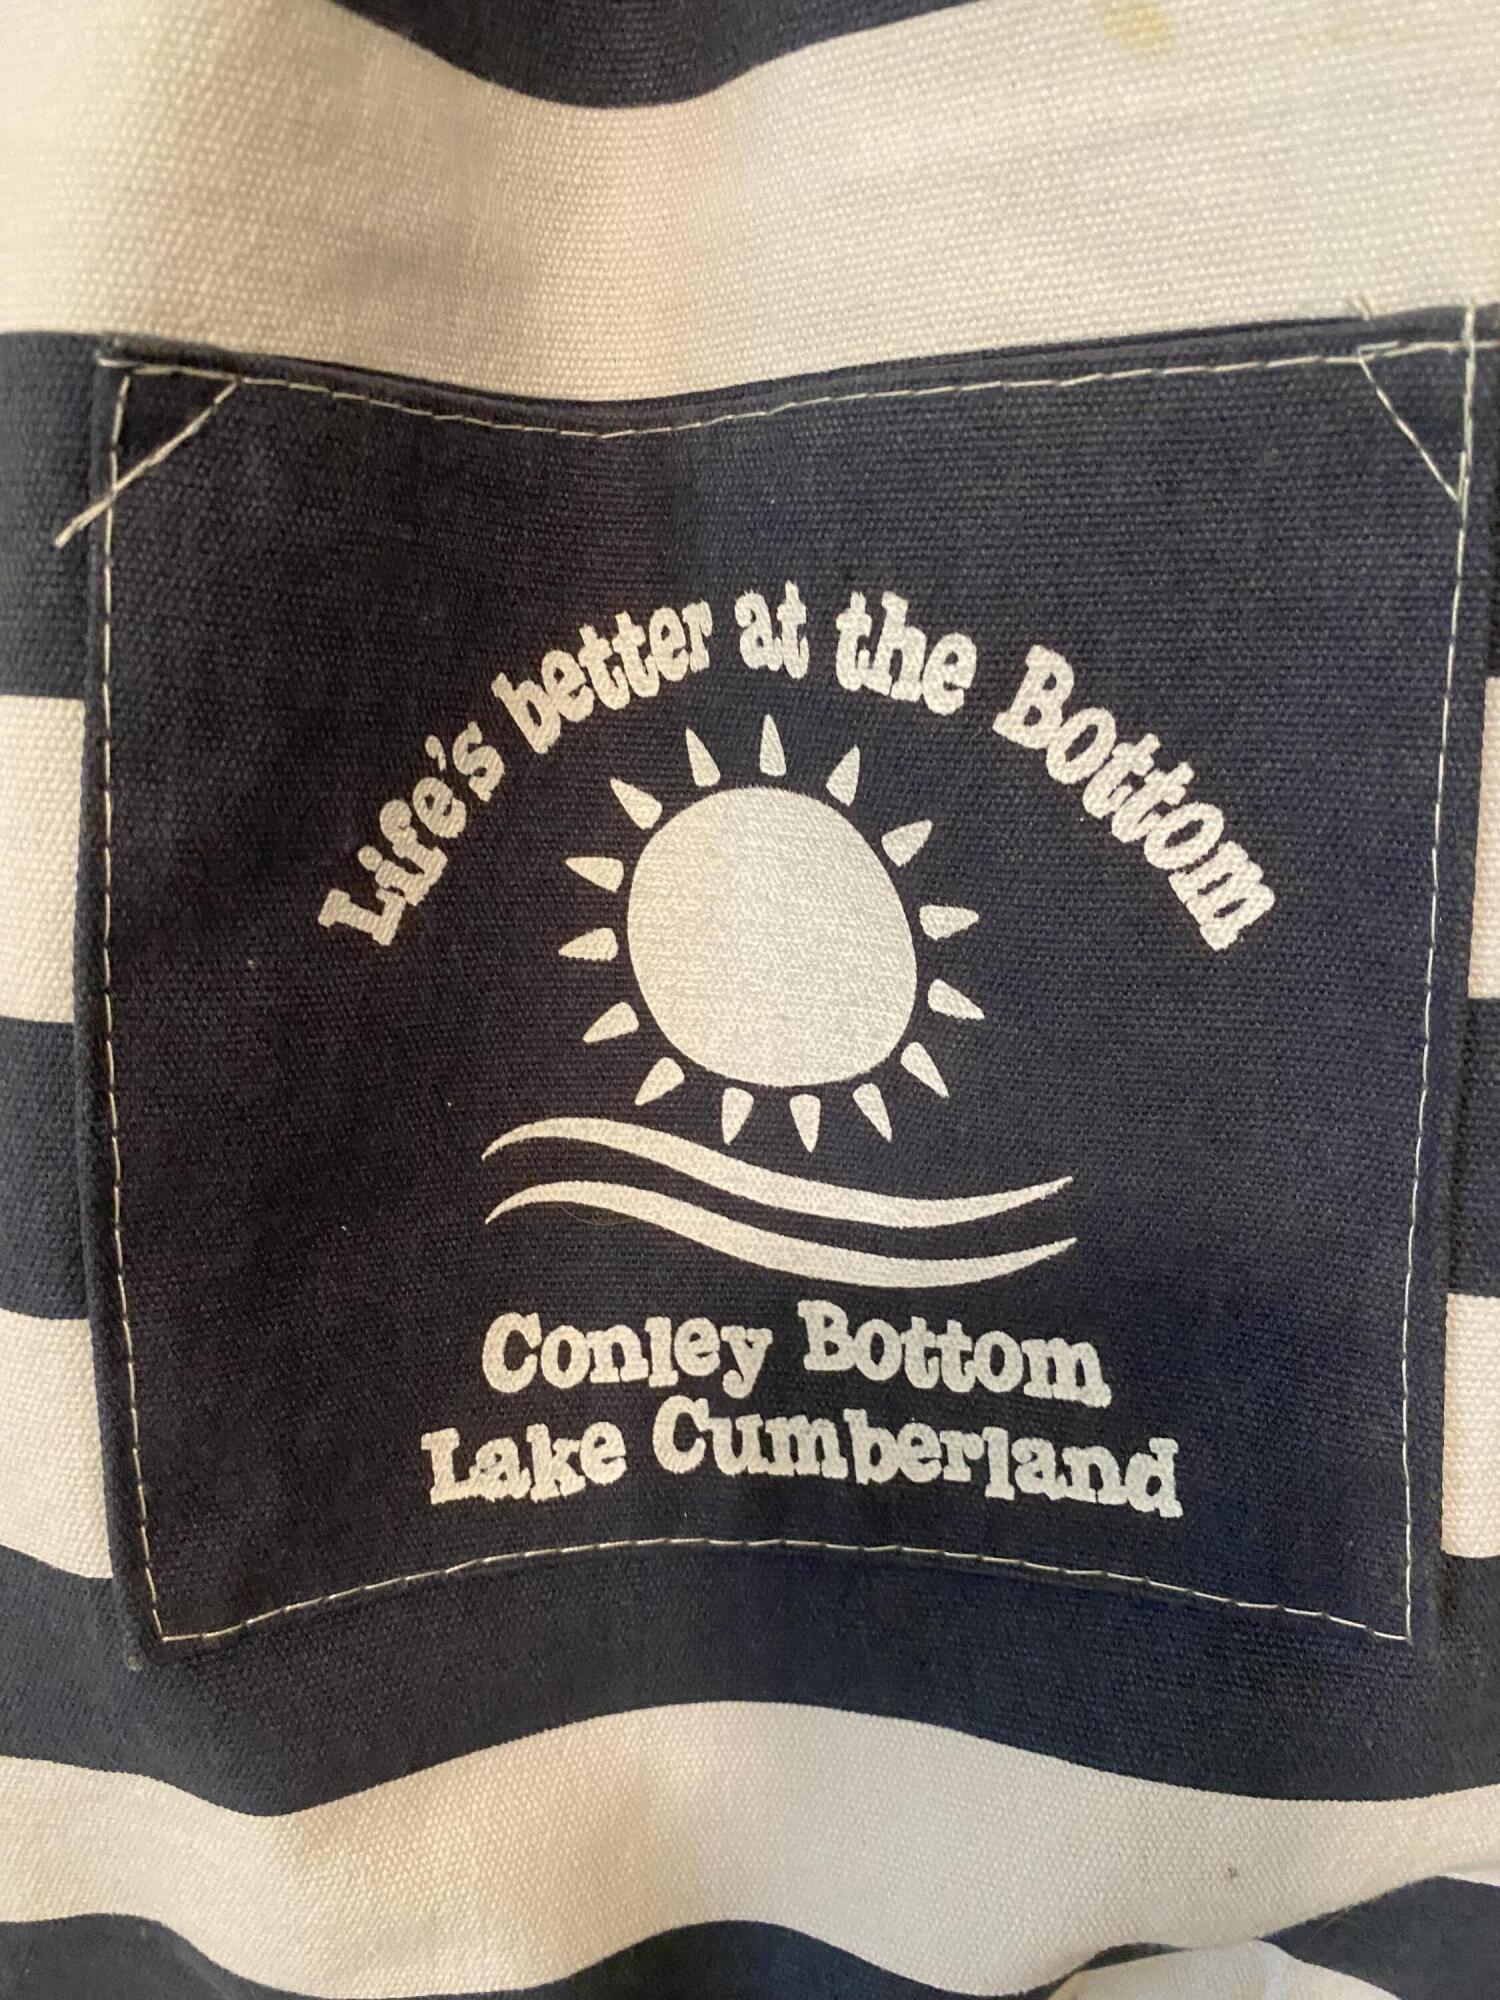 Life's better at the Bottom
Conley Bottom
Lake Cumberland